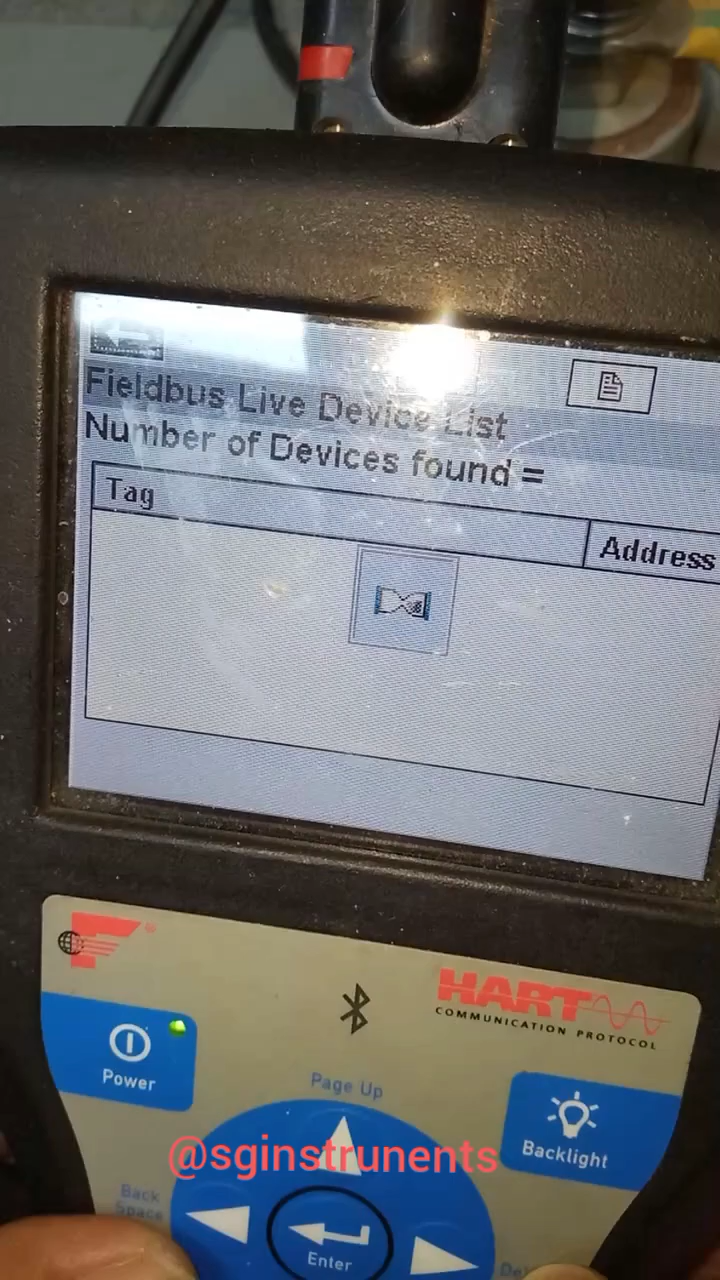 Fieldbus Live Device List
Number of Devices found =
Tag
Address
HART
COMMUNICATION PROTOCOL
Power
Page Up
Backlight
@sginstrunents
Back
Space
Enter